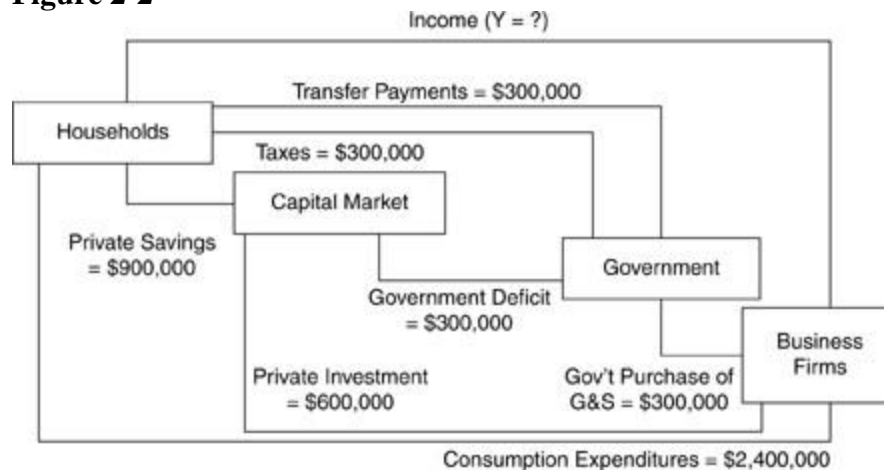 Figure 2-2
Income (Y = ?)
Transfer Payments = $300,000
Households
Taxes = $300,000
Capital Market
Private Savings
= $900,000
Government
Government Deficit
= $300,000
Business
Firms
Private Investment
= $600,000
Gov't Purchase of
G&S = $300,000
Consumption Expenditures = $2,400,000